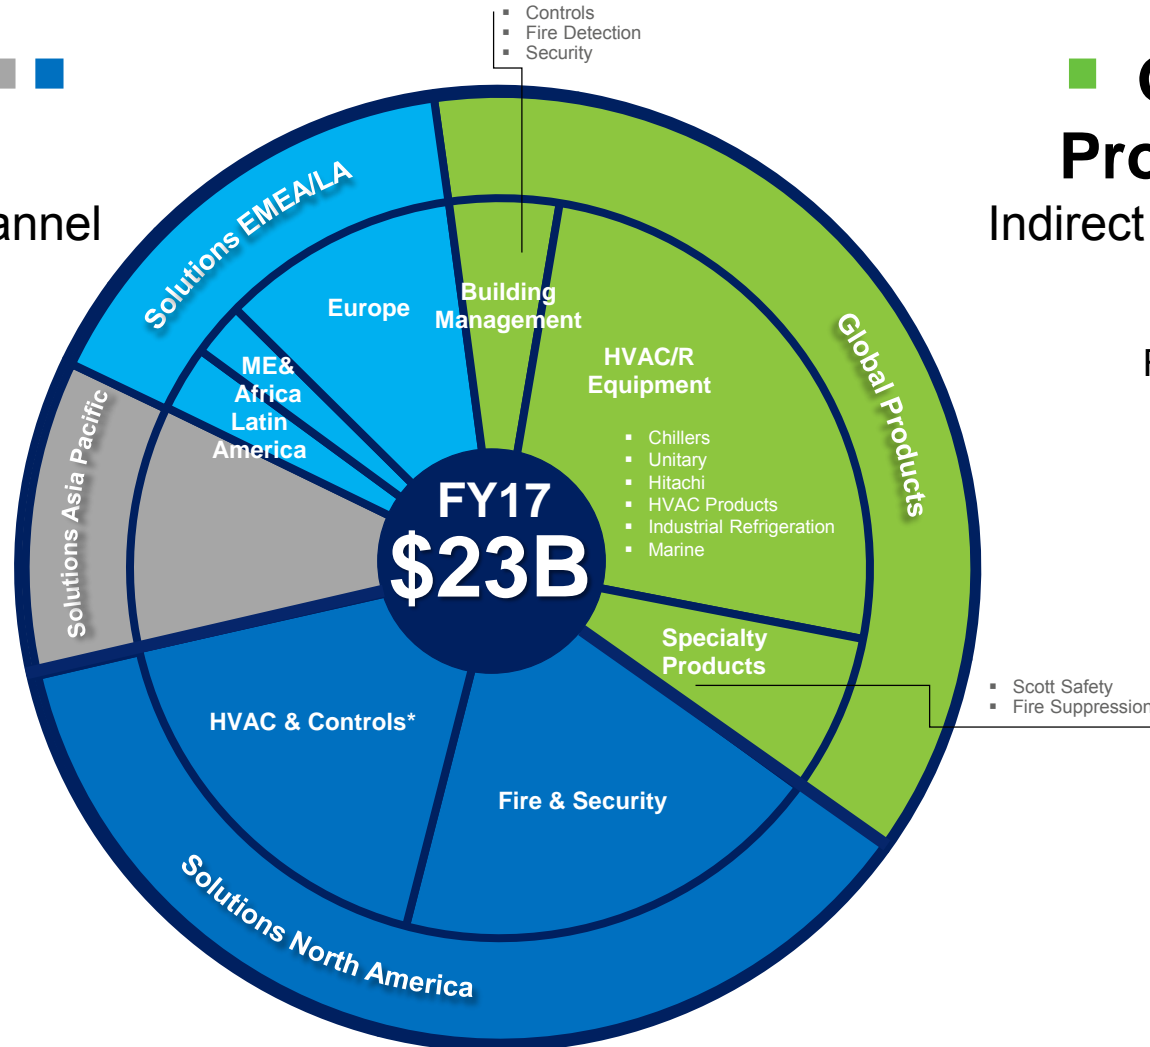 Controls
Fire Detection
Security
annel
Pro
Indirect
Solutions EMEA/LA
Europe
Building
Management
HVAC/R
Equipment
Chillers
Unitary
Hitachi
HVAC Products
Industrial Refrigeration
Marine
Global Products
ME&
Africa
Latin
America
Solutions Asia Pacific
FY17
$23B
Specialty
Products
Scott Safety
Fire Suppression
HVAC & Controls*
Fire & Security
Solutions North America